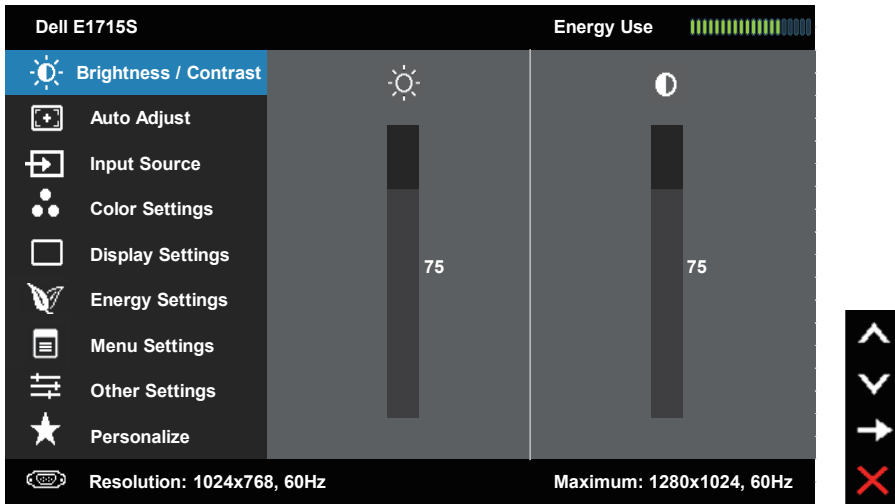 Dell E1715S Energy Use
Brightness / Contrast
Auto Adjust
Input Source
Color Settings
Display Settings
75 75
Energy Settings
Menu Settings
Other Settings
Personalize
Resolution: 1024x768, 60Hz Maximum: 1280x1024, 60Hz